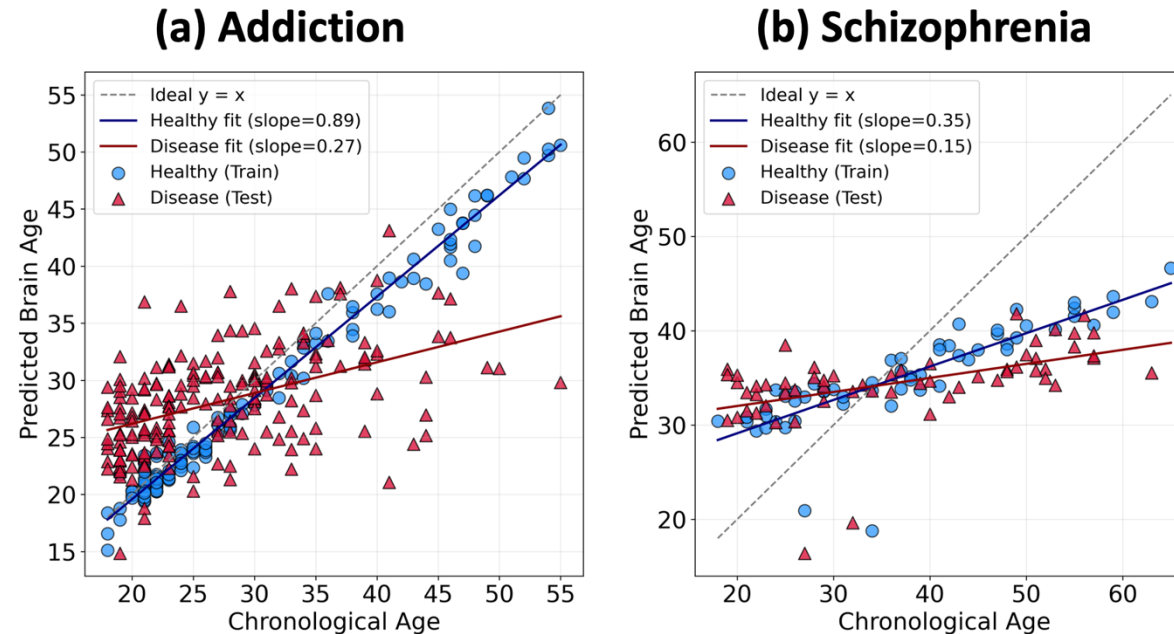 (a) Addiction
(b) Schizophrenia
Ideal y = x
Healthy fit (slope=0.89)
Disease fit (slope=0.27)
Healthy (Train)
Disease (Test)
55
50
45
40
35
30
25
20
15
Predicted Brain Age
20 25 30 35 40 45 50 55
Chronological Age
Ideal y = x
Healthy fit (slope=0.35)
Disease fit (slope=0.15)
Healthy (Train)
Disease (Test)
60
50
40
30
20
Predicted Brain Age
20 30 40 50 60
Chronological Age